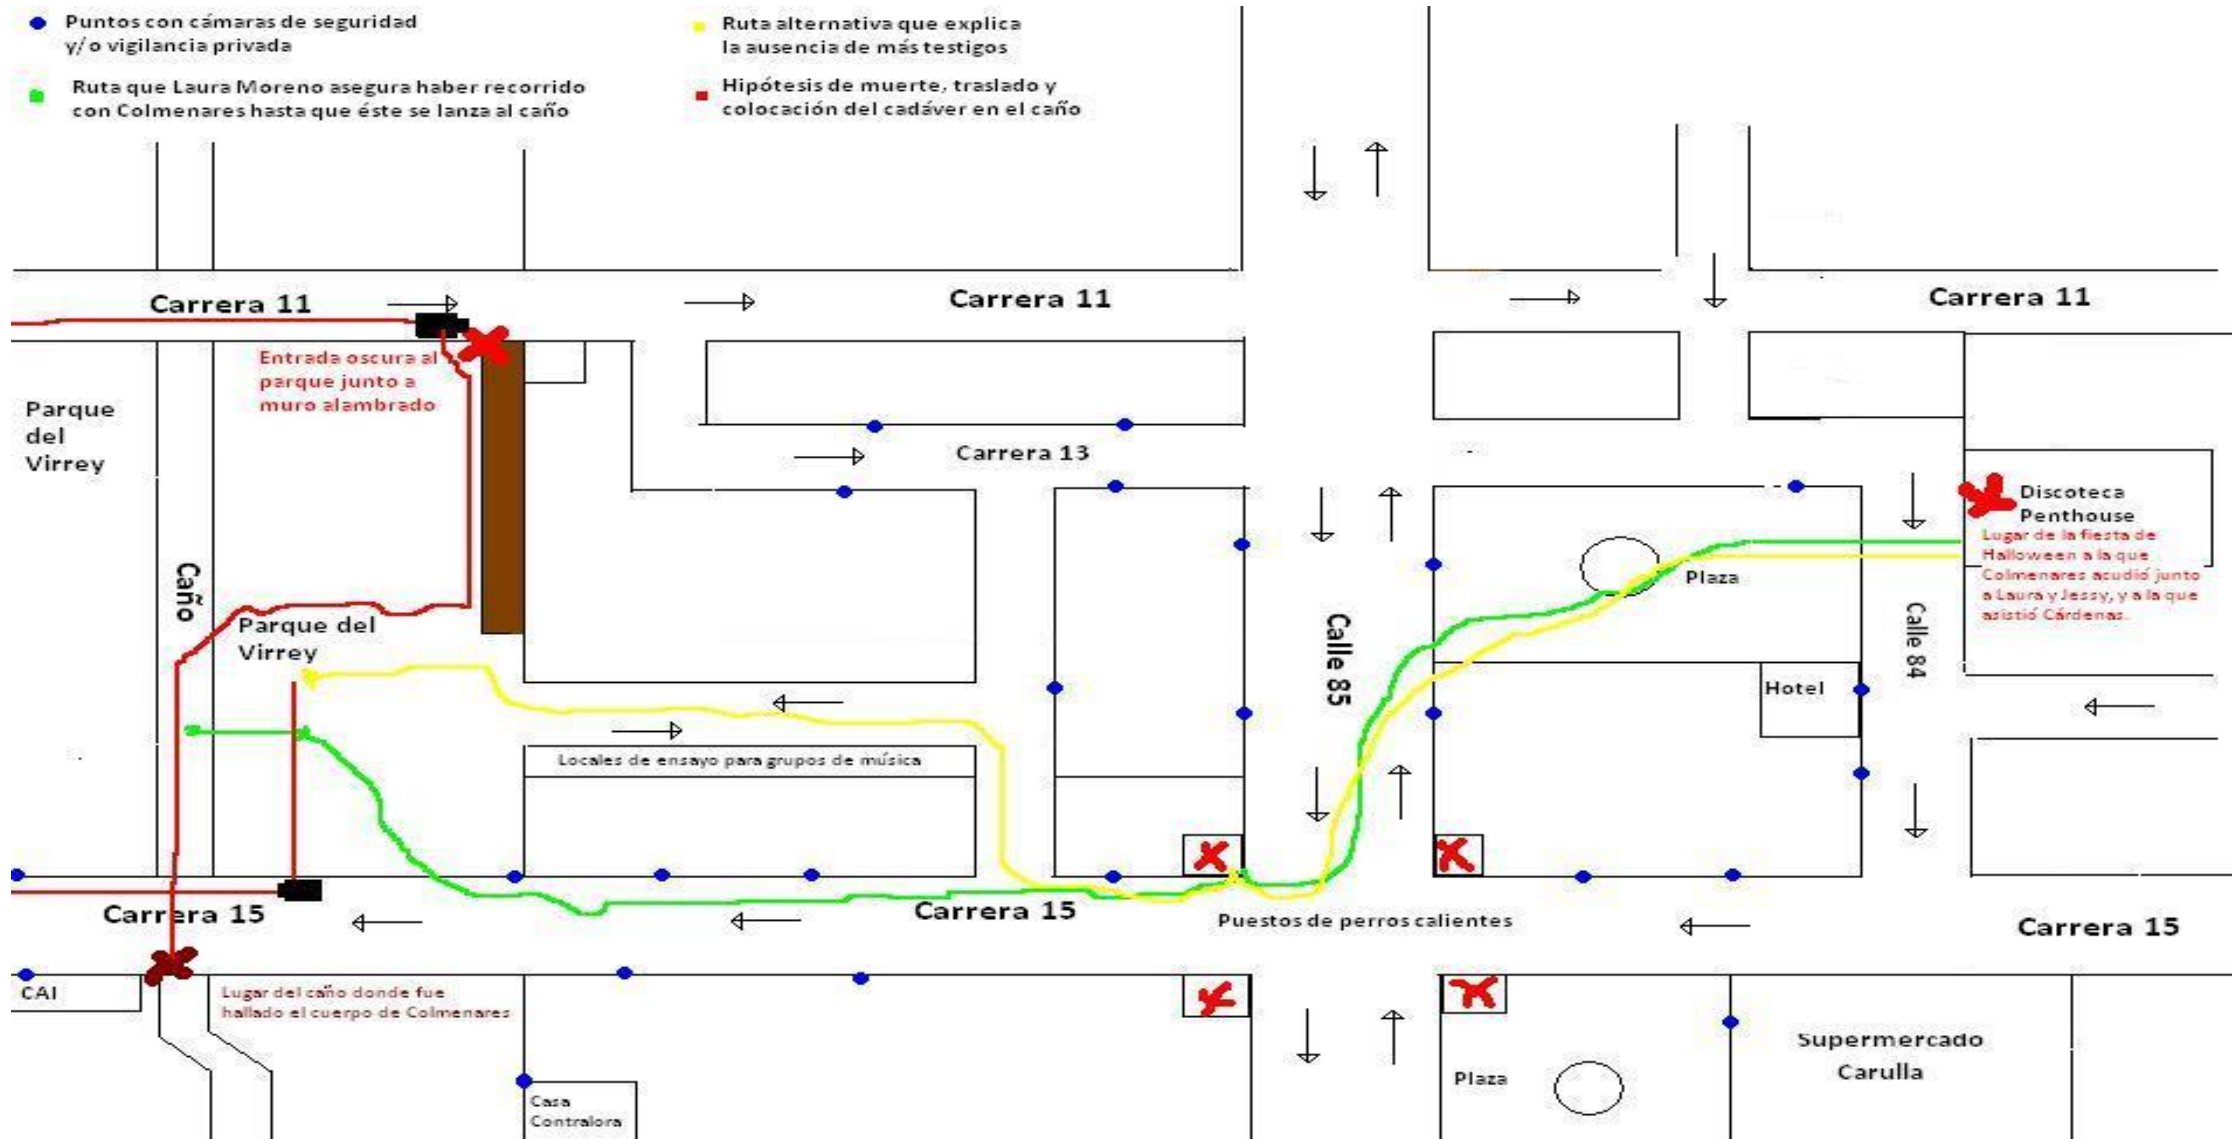 Puntos con cámaras de seguridad
y/o vigilancia privada
Ruta que Laura Moreno asegura haber recorrido
con Colmenares hasta que éste se lanza al caño
Ruta alternativa que explica
la ausencia de más testigos
Hipótesis de muerte, traslado y
colocación del cadáver en el caño
Carrera 11
Carrera 11
Carrera 11
Entrada oscura al
parque junto a
muro alambrado
Parque
del
Virrey
Carrera 13
Discoteca
Penthouse
Lugar de la fiesta de
Halloween a la que
Colmenares acudió junto
a Laura y Jessy, y a la que
asistió Cárdenas.
Plaza
Caño
Parque del
Virrey
Calle 85
Calle 84
Hotel
Locales de ensayo para grupos de música
Carrera 15
Carrera 15
Puestos de perros calientes
Carrera 15
CAI
Lugar del caño donde fue
hallado el cuerpo de Colmenares
Casa
Contralora
Plaza
Supermercado
Carulla